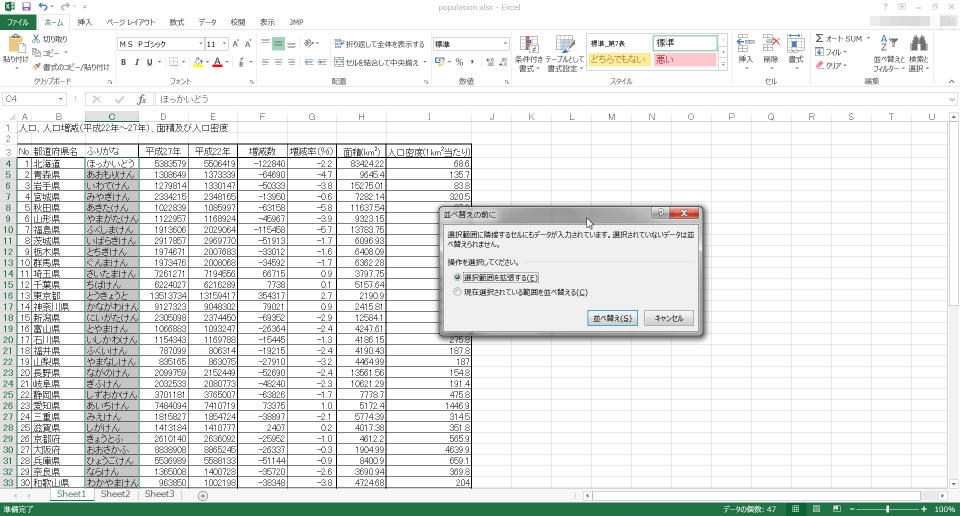 population.xlsx - Excel
ファイル ホーム 挿入 ページ レイアウト 数式 データ 校閲 表示 JMP
貼り付け 切り取り コピー 書式のコピー/貼り付け クリップボード
ＭＳ Ｐゴシック 11 B I U フォント
折り返して全体を表示する セルを結合して中央揃え 配置
標準 % 数値
条件付き書式 テーブルとして書式設定 標準_第7表 標準 どちらでもない 悪い スタイル
挿入 削除 書式 セル
Σ オート SUM フィル クリア 並べ替えとフィルター 検索と選択 編集
C4 fx ほっかいどう
A B C D E F G H I J K L M N O P Q R S T U
1 人口、人口増減(平成22年～27年)、面積及び人口密度
2
3 No. 都道府県名 ふりがな 平成27年 平成22年 増減数 増減率(%) 面積(km²) 人口密度(1km²当たり)
4 1 北海道 ほっかいどう 5383579 5506419 -122840 -2.2 83424.22 68.6
5 2 青森県 あおもりけん 1308649 1373339 -64690 -4.7 9645.4 135.7
6 3 岩手県 いわてけん 1279814 1330147 -50333 -3.8 15275.01 83.8
7 4 宮城県 みやぎけん 2334215 2348165 -13950 -0.6 7282.14 320.5
8 5 秋田県 あきたけん 1022839 1085997 -63158 -5.8 11637.54
9 6 山形県 やまがたけん 1122957 1168924 -45967 -3.9 9323.15
10 7 福島県 ふくしまけん 1913606 2029064 -115458 -5.7 13783.75
11 8 茨城県 いばらきけん 2917857 2969770 -51913 -1.7 6096.93
12 9 栃木県 とちぎけん 1974671 2007683 -33012 -1.6 6408.09
13 10 群馬県 ぐんまけん 1973476 2008068 -34592 -1.7 6362.28
14 11 埼玉県 さいたまけん 7261271 7194556 66715 0.9 3797.75
15 12 千葉県 ちばけん 6224027 6216289 7738 0.1 5157.64
16 13 東京都 とうきょうと 13513734 13159417 354317 2.7 2190.9
17 14 神奈川県 かながわけん 9127323 9048302 79021 0.9 2415.81
18 15 新潟県 にいがたけん 2305098 2374450 -69352 -2.9 12584.1
19 16 富山県 とやまけん 1066883 1093247 -26364 -2.4 4247.61
20 17 石川県 いしかわけん 1154343 1169788 -15445 -1.3 4186.15 275.8
21 18 福井県 ふくいけん 787099 806314 -19215 -2.4 4190.43 187.8
22 19 山梨県 やまなしけん 835165 863075 -27910 -3.2 4464.99 187
23 20 長野県 ながのけん 2099759 2152449 -52690 -2.4 13561.56 154.8
24 21 岐阜県 ぎふけん 2032533 2080773 -48240 -2.3 10621.29 191.4
25 22 静岡県 しずおかけん 3701181 3765007 -63826 -1.7 7778.7 475.8
26 23 愛知県 あいちけん 7484094 7410719 73375 1.0 5172.4 1446.9
27 24 三重県 みえけん 1815827 1854724 -38897 -2.1 5774.39 314.5
28 25 滋賀県 しがけん 1413184 1410777 2407 0.2 4017.38 351.8
29 26 京都府 きょうとふ 2610140 2636092 -25952 -1.0 4612.2 565.9
30 27 大阪府 おおさかふ 8838908 8865245 -26337 -0.3 1904.99 4639.9
31 28 兵庫県 ひょうごけん 5536989 5588133 -51144 -0.9 8400.9 659.1
32 29 奈良県 ならけん 1365008 1400728 -35720 -2.6 3690.94 369.8
33 30 和歌山県 わかやまけん 963850 1002198 -38348 -3.8 4724.68 204
並べ替えの前に
選択範囲に隣接するセルにもデータが入力されています。選択されていないデータは並
べ替えられません。
操作を選択してください。
選択範囲を拡張する(E)
現在選択されている範囲を並べ替える(C)
並べ替え(S) キャンセル
Sheet1 Sheet2 Sheet3
準備完了 データの個数: 47 100%